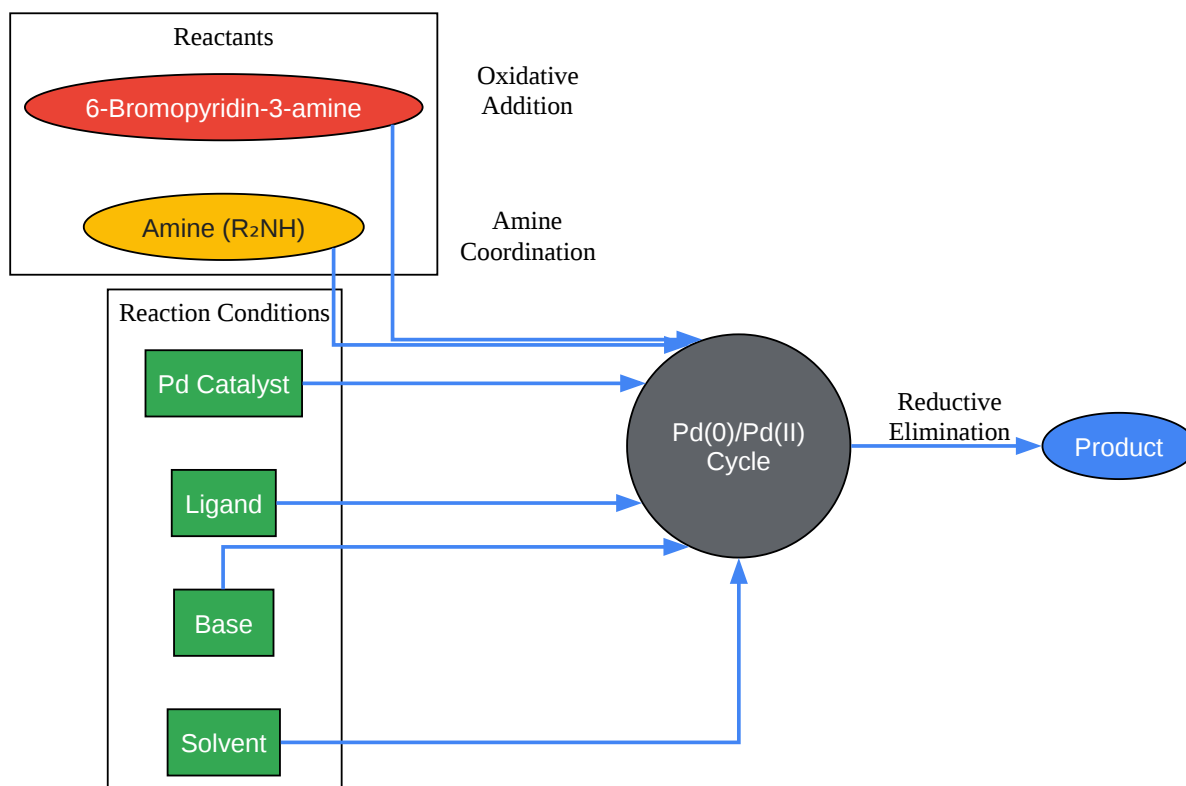 Reactants
6-Bromopyridin-3-amine
Oxidative
Addition
Amine (R₂NH)
Amine
Coordination
Reaction Conditions
Pd Catalyst
Ligand
Base
Solvent
Pd(0)/Pd(II)
Cycle
Reductive
Elimination
Product